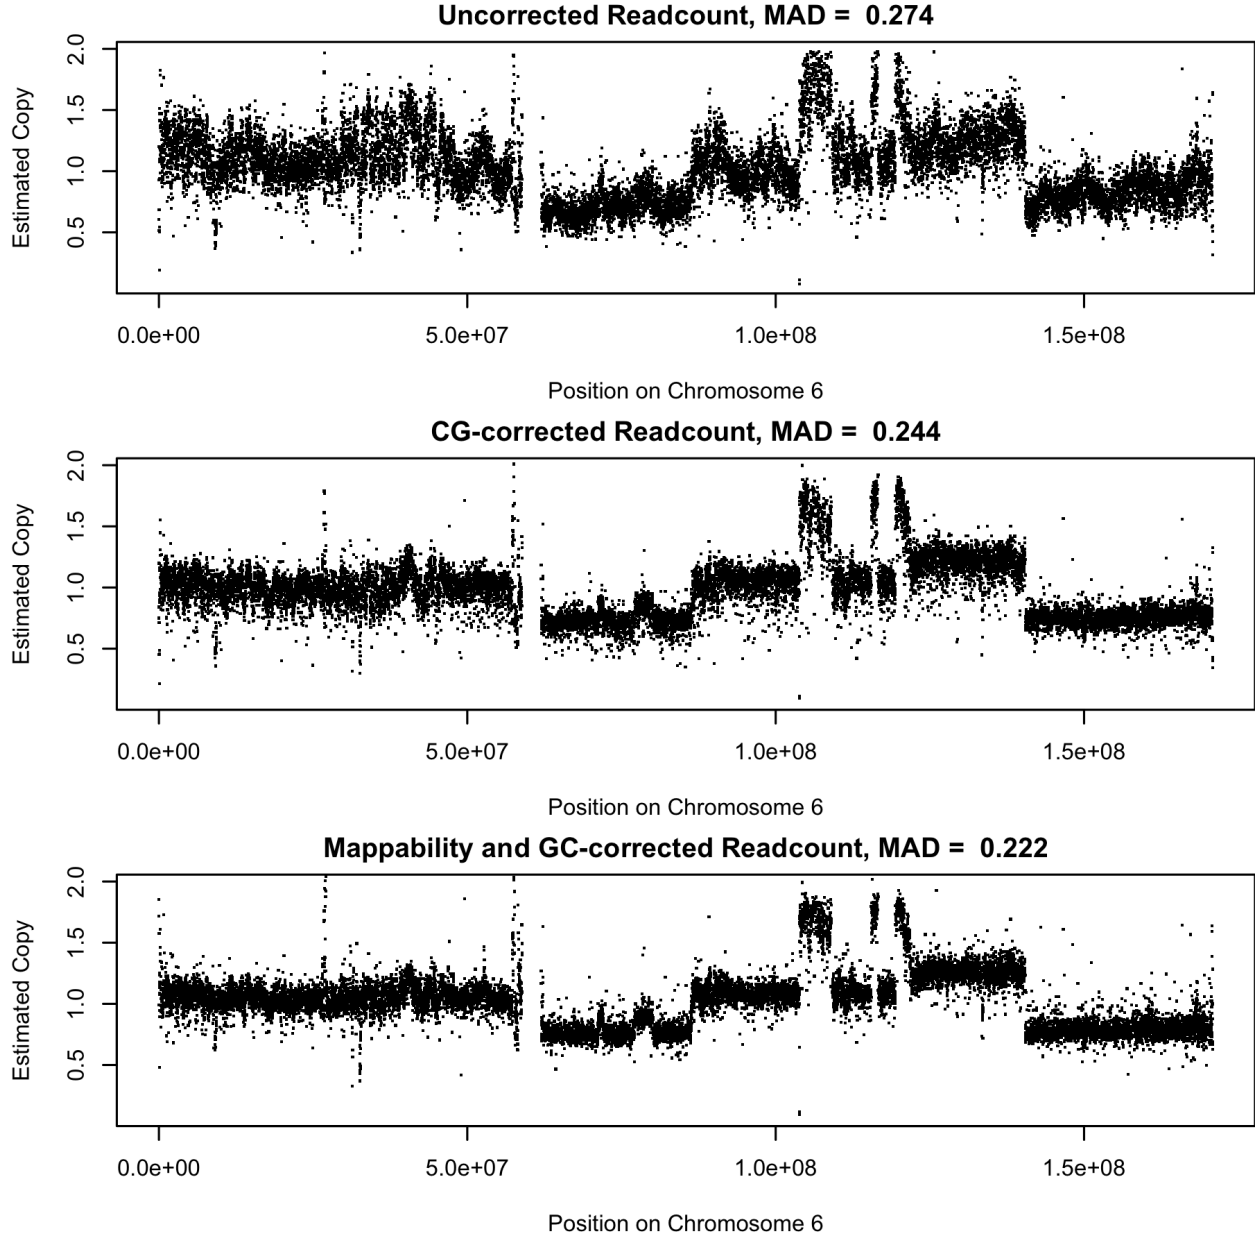 Uncorrected Readcount, MAD =  0.274
2.0
1.5
1.0
0.5
Estimated Copy
0.0e+00 5.0e+07 1.0e+08 1.5e+08
Position on Chromosome 6
CG-corrected Readcount, MAD =  0.244
2.0
1.5
1.0
0.5
Estimated Copy
0.0e+00 5.0e+07 1.0e+08 1.5e+08
Position on Chromosome 6
Mappability and GC-corrected Readcount, MAD =  0.222
2.0
1.5
1.0
0.5
Estimated Copy
0.0e+00 5.0e+07 1.0e+08 1.5e+08
Position on Chromosome 6